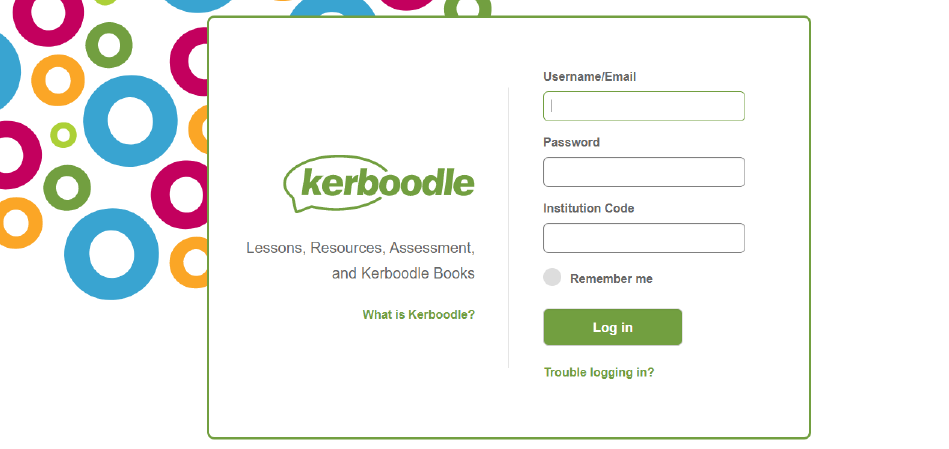 kerboodle
Lessons, Resources, Assessment,
and Kerboodle Books
What is Kerboodle?
Username/Email
Password
Institution Code
Remember me
Log in
Trouble logging in?